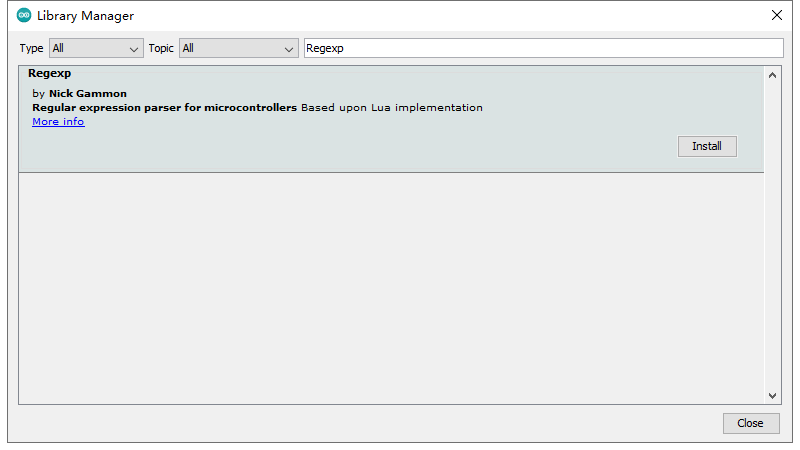 Library Manager
Type All Topic All Regexp
Regexp
by Nick Gammon
Regular expression parser for microcontrollers Based upon Lua implementation
More info
Install
Close